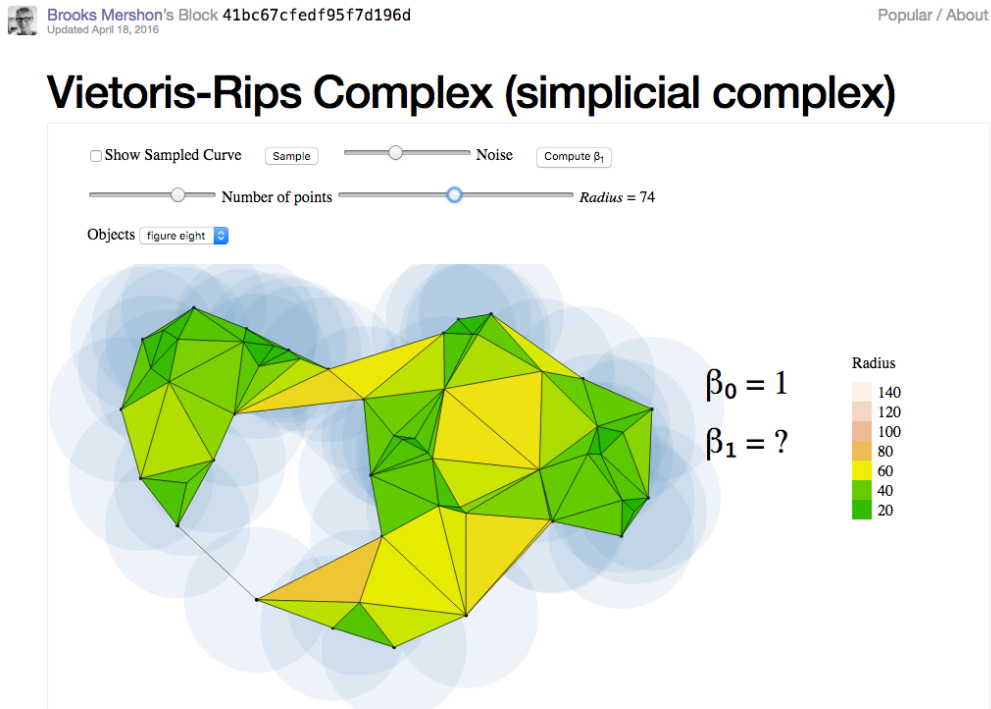 Brooks Mershon's Block 41bc67cfedf95f7d196d
Popular / About
Updated April 18, 2016
Vietoris-Rips Complex (simplicial complex)
Show Sampled Curve Sample Noise Compute β₁
Number of points Radius = 74
Objects figure eight
β₀ = 1
β₁ = ?
Radius
140
120
100
80
60
40
20